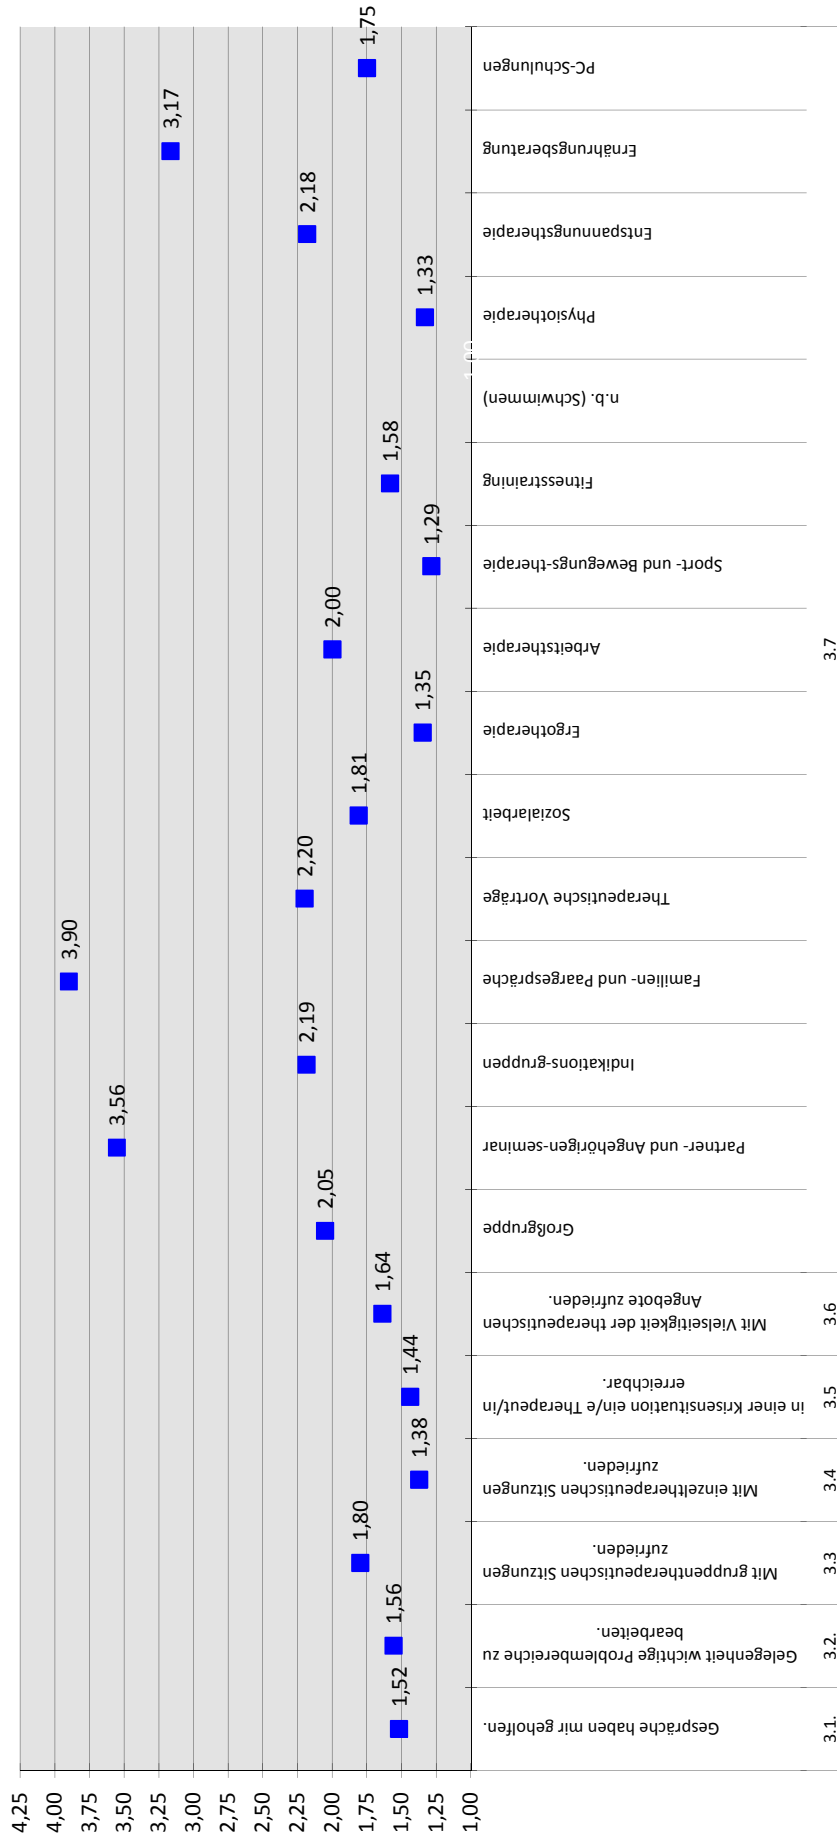 4,25
4,00
3,75
3,50
3,25
3,00
2,75
2,50
2,25
2,00
1,75
1,50
1,25
1,00
1,52
1,56
1,80
1,38
1,44
1,64
2,05
3,56
2,19
3,90
2,20
1,81
1,35
2,00
1,29
1,58
1,00
1,33
2,18
3,17
1,75
Gespräche haben mir geholfen.
Gelegenheit wichtige Problembereiche zu
bearbeiten.
Mit gruppentherapeutischen Sitzungen
zufrieden.
Mit einzeltherapeutischen Sitzungen
zufrieden.
in einer Krisensituation ein/e Therapeut/in
erreichbar.
Mit Vielseitigkeit der therapeutischen
Angebote zufrieden.
Großgruppe
Partner- und Angehörigen-seminar
Indikations-gruppen
Familien- und Paargespräche
Therapeutische Vorträge
Sozialarbeit
Ergotherapie
Arbeitstherapie
Sport- und Bewegungs-therapie
Fitnesstraining
n.b. (Schwimmen)
Physiotherapie
Entspannungstherapie
Ernährungsberatung
PC-Schulungen
3.1.
3.2.
3.3
3.4
3.5
3.6
3.7